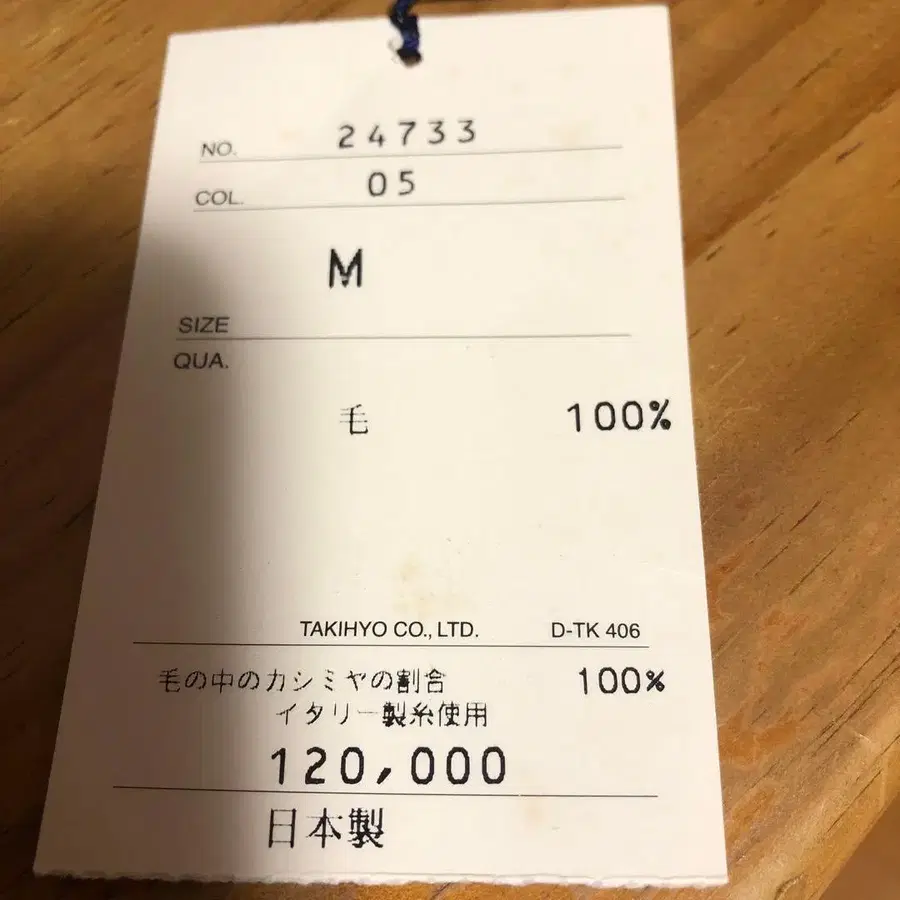 NO. 24733
COL. 05
M
SIZE
QUA.
毛 100%
TAKIHYO CO., LTD. D-TK 406
毛の中のカシミヤの割合 100%
イタリー製糸使用
120,000
日本製